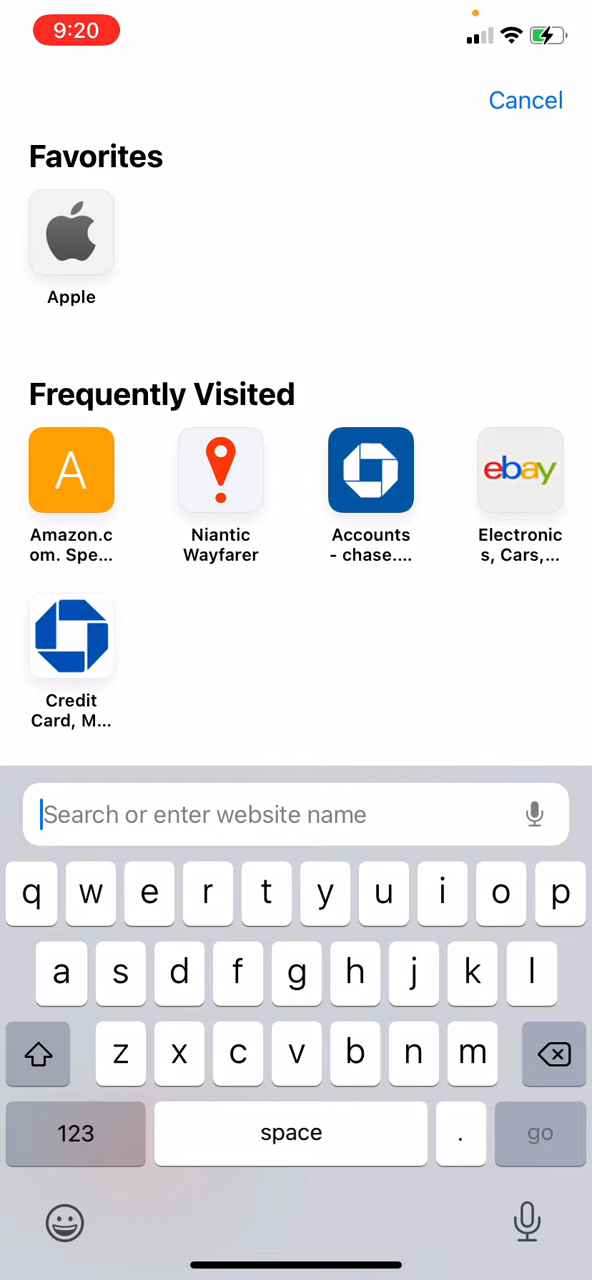 9:20
Cancel
Favorites
Apple
Frequently Visited
A
ebay
Amazon.c
om. Spe...
Niantic
Wayfarer
Accounts
- chase....
Electronic
s, Cars,...
Credit
Card, M...
Search or enter website name
q w e r t y u i o p
a s d f g h j k l
z x c v b n m
123 space . go